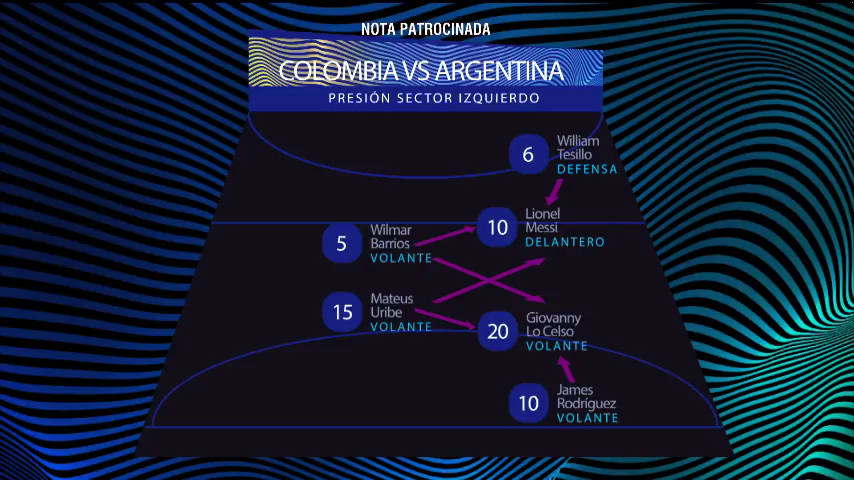 NOTA PATROCINADA
COLOMBIA VS ARGENTINA
PRESIÓN SECTOR IZQUIERDO
6
William
Tesillo
DEFENSA
10
Lionel
Messi
DELANTERO
5
Wilmar
Barrios
VOLANTE
15
Mateus
Uribe
VOLANTE
20
Giovanny
Lo Celso
VOLANTE
10
James
Rodríguez
VOLANTE